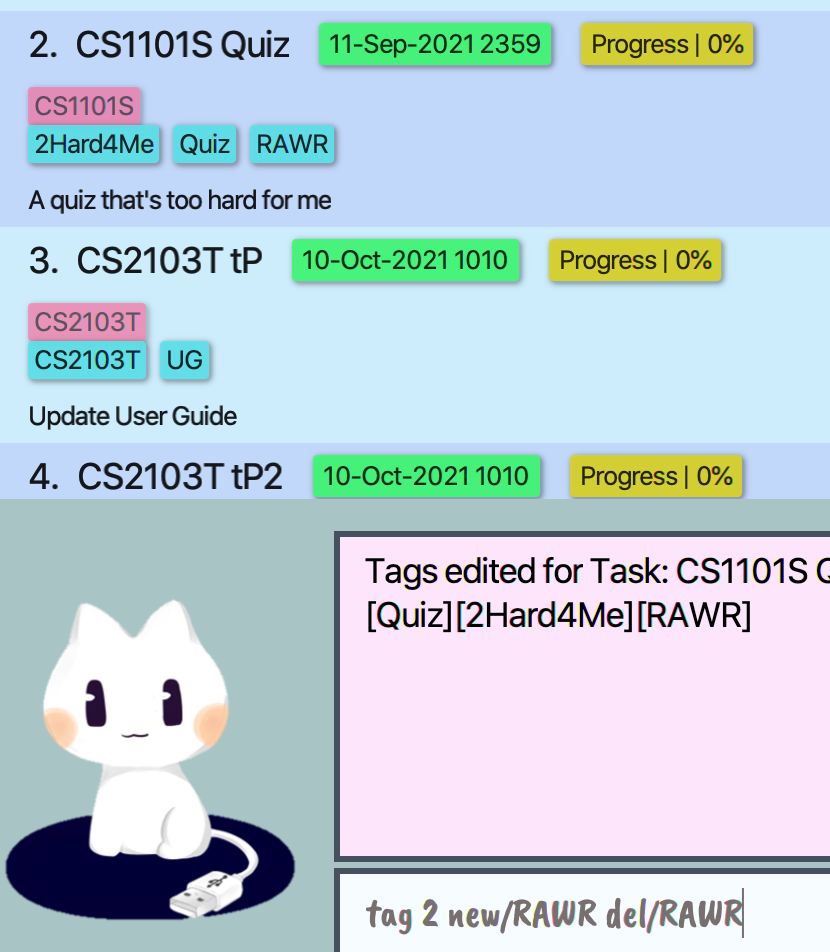 2. CS1101S Quiz 11-Sep-2021 2359 Progress | 0%
CS1101S
2Hard4Me Quiz RAWR
A quiz that's too hard for me
3. CS2103T tP 10-Oct-2021 1010 Progress | 0%
CS2103T
CS2103T UG
Update User Guide
4. CS2103T tP2 10-Oct-2021 1010 Progress | 0%
Tags edited for Task: CS1101S
[Quiz][2Hard4Me][RAWR]
tag 2 new/RAWR del/RAWR